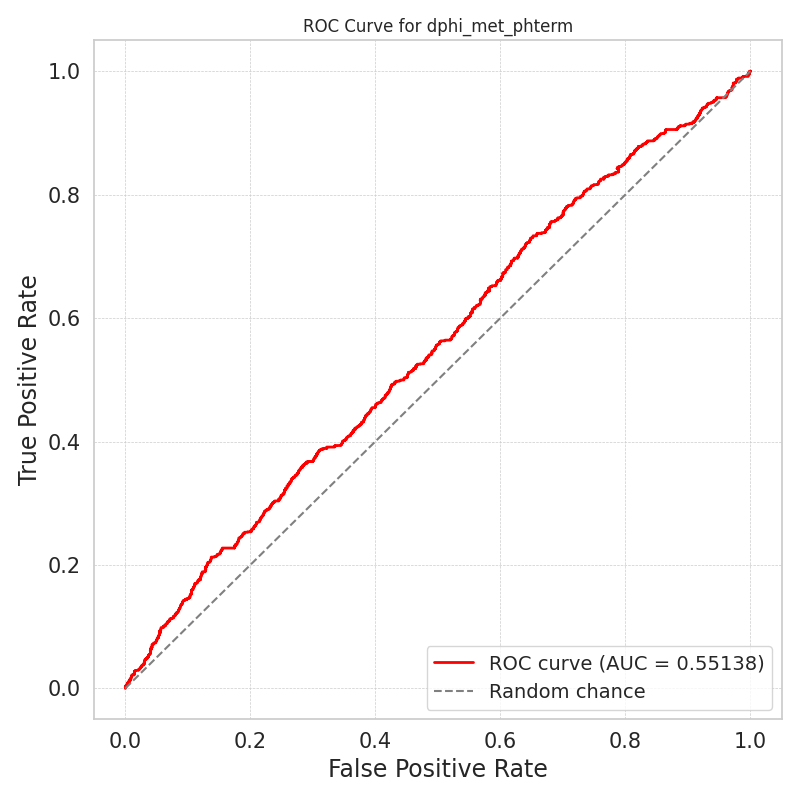 ROC Curve for dphi_met_phterm
1.0
0.8
0.6
0.4
0.2
0.0
True Positive Rate
ROC curve (AUC = 0.55138)
Random chance
0.0 0.2 0.4 0.6 0.8 1.0
False Positive Rate